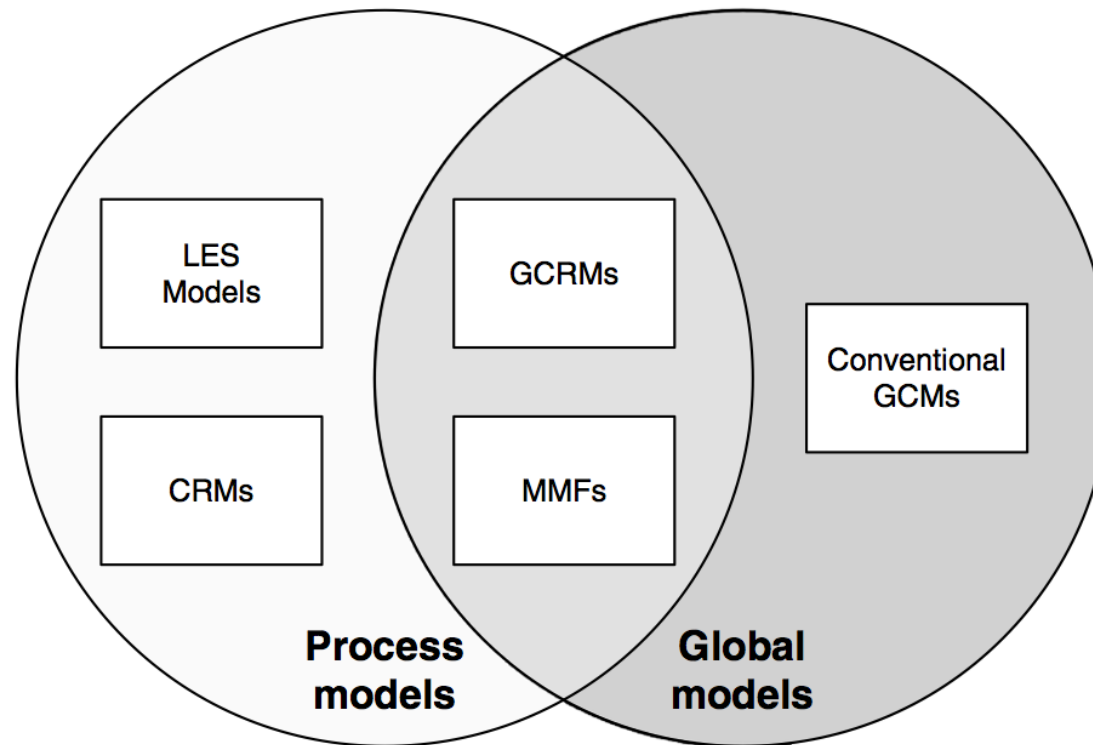 LES
Models
GCRMs
Conventional
GCMs
CRMs
MMFs
Process
models
Global
models